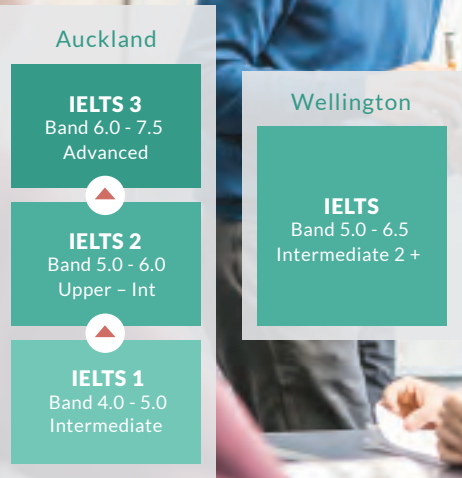 Auckland
IELTS 3
Band 6.0 - 7.5
Advanced
IELTS 2
Band 5.0 - 6.0
Upper – Int
IELTS 1
Band 4.0 - 5.0
Intermediate
Wellington
IELTS
Band 5.0 - 6.5
Intermediate 2 +